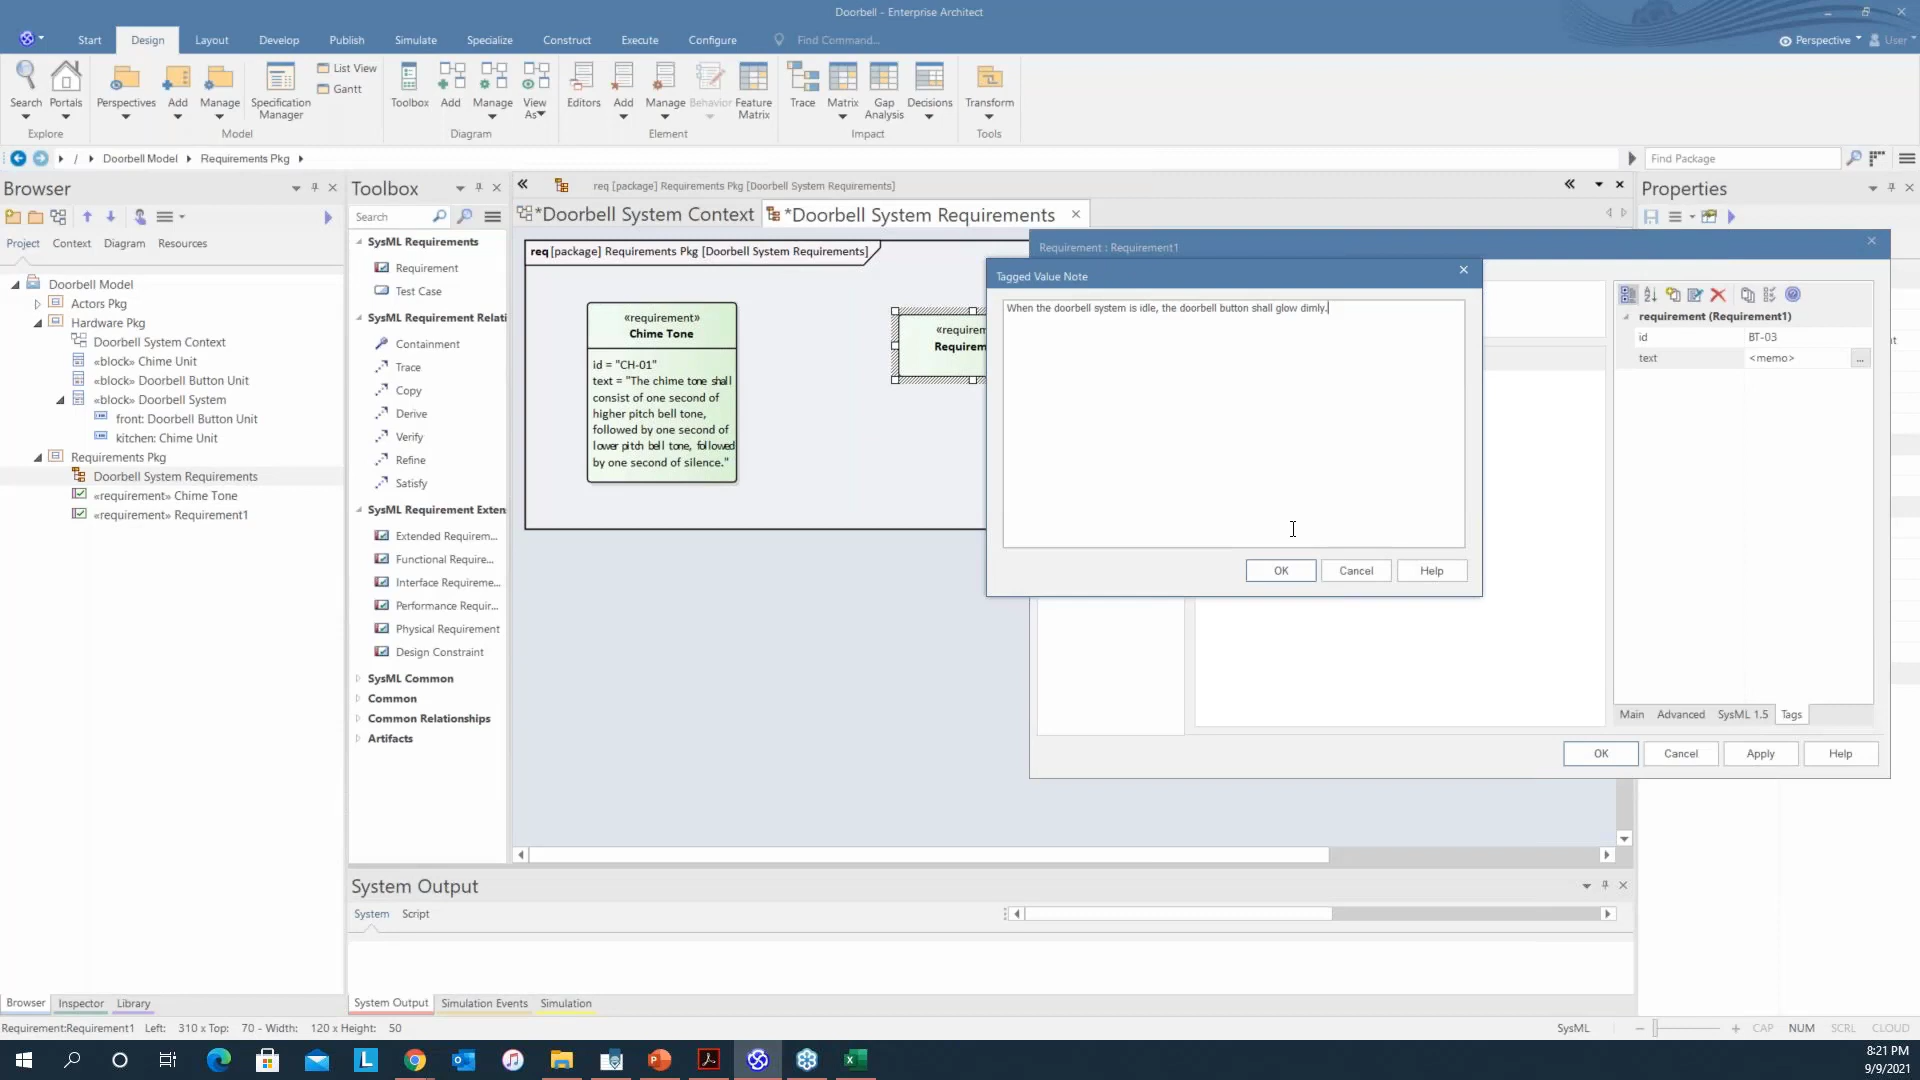 Doorbell - Enterprise Architect
Start Design Layout Develop Publish Simulate Specialize Construct Execute Configure Find Command... Perspective User
Search Portals Perspectives Add Manage Specification Manager List View Gantt Toolbox Add Manage View As Editors Add Manage Behavior Feature Matrix Trace Matrix Gap Analysis Decisions Transform
Explore Model Diagram Element Impact Tools
/ Doorbell Model Requirements Pkg Find Package
Browser
Project Context Diagram Resources
Doorbell Model
Actors Pkg
Hardware Pkg
Doorbell System Context
«block» Chime Unit
«block» Doorbell Button Unit
«block» Doorbell System
front: Doorbell Button Unit
kitchen: Chime Unit
Requirements Pkg
Doorbell System Requirements
«requirement» Chime Tone
«requirement» Requirement1
Browser Inspector Library
Toolbox
Search
SysML Requirements
Requirement
Test Case
SysML Requirement Relati
Containment
Trace
Copy
Derive
Verify
Refine
Satisfy
SysML Requirement Exten
Extended Requirem...
Functional Require...
Interface Requireme...
Performance Requir...
Physical Requirement
Design Constraint
SysML Common
Common
Common Relationships
Artifacts
req [package] Requirements Pkg [Doorbell System Requirements]
*Doorbell System Context *Doorbell System Requirements
req [package] Requirements Pkg [Doorbell System Requirements]
«requirement»
Chime Tone
id = "CH-01"
text = "The chime tone shall
consist of one second of
higher pitch bell tone,
followed by one second of
lower pitch bell tone, followed
by one second of silence."
«requirem
Requirem
Properties
Requirement : Requirement1
Tagged Value Note
When the doorbell system is idle, the doorbell button shall glow dimly.
OK Cancel Help
requirement (Requirement1)
id BT-03
text <memo> ...
Main Advanced SysML 1.5 Tags
OK Cancel Apply Help
System Output
System Script
System Output Simulation Events Simulation
Requirement:Requirement1 Left: 310 x Top: 70 - Width: 120 x Height: 50 SysML CAP NUM SCRL CLOUD
8:21 PM
9/9/2021